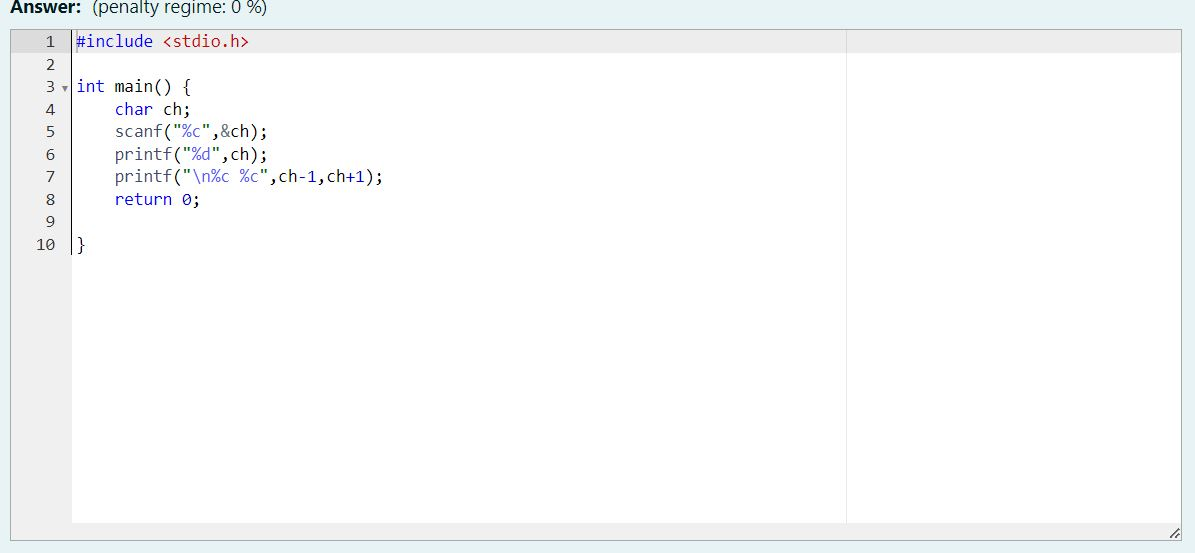 Answer: (penalty regime: 0 %)
1 #include <stdio.h>
2
3 int main() {
4     char ch;
5     scanf("%c",&ch);
6     printf("%d",ch);
7     printf("\n%c %c",ch-1,ch+1);
8     return 0;
9
10 }